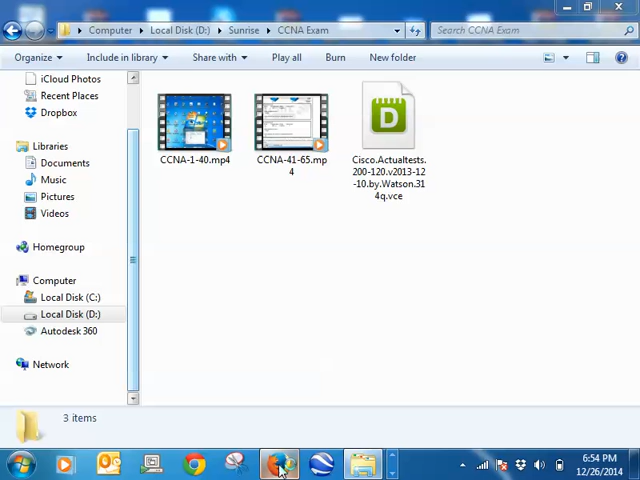 Computer ▸ Local Disk (D:) ▸ Sunrise ▸ CCNA Exam
Search CCNA Exam
Organize Include in library Share with Play all Burn New folder
iCloud Photos
Recent Places
Dropbox
Libraries
Documents
Music
Pictures
Videos
Homegroup
Computer
Local Disk (C:)
Local Disk (D:)
Autodesk 360
Network
CCNA-1-40.mp4
CCNA-41-65.mp
4
Cisco.Actualtests.
200-120.v2013-12
-10.by.Watson.31
4q.vce
3 items
6:54 PM
12/26/2014